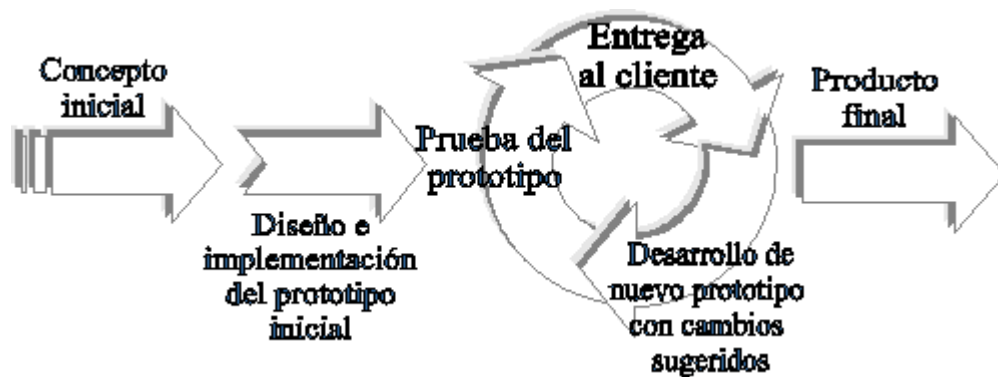 Concepto
inicial
Diseño e
implementación
del prototipo
inicial
Prueba del
prototipo
Entrega
al cliente
Desarrollo de
nuevo prototipo
con cambios
sugeridos
Producto
final